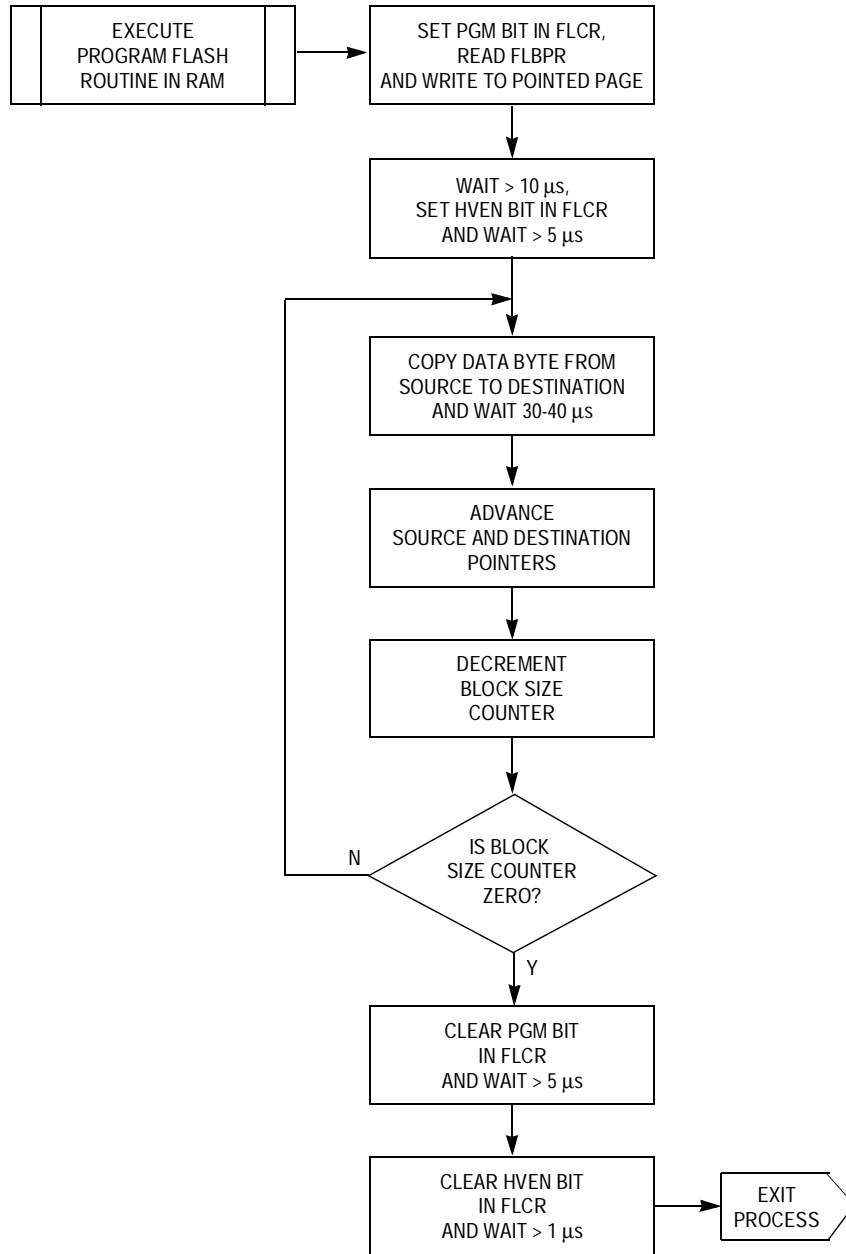 EXECUTE
PROGRAM FLASH
ROUTINE IN RAM
SET PGM BIT IN FLCR,
READ FLBPR
AND WRITE TO POINTED PAGE
WAIT > 10 µs,
SET HVEN BIT IN FLCR
AND WAIT > 5 µs
COPY DATA BYTE FROM
SOURCE TO DESTINATION
AND WAIT 30-40 µs
ADVANCE
SOURCE AND DESTINATION
POINTERS
DECREMENT
BLOCK SIZE
COUNTER
IS BLOCK
SIZE COUNTER
ZERO?
N
Y
CLEAR PGM BIT
IN FLCR
AND WAIT > 5 µs
CLEAR HVEN BIT
IN FLCR
AND WAIT > 1 µs
EXIT
PROCESS